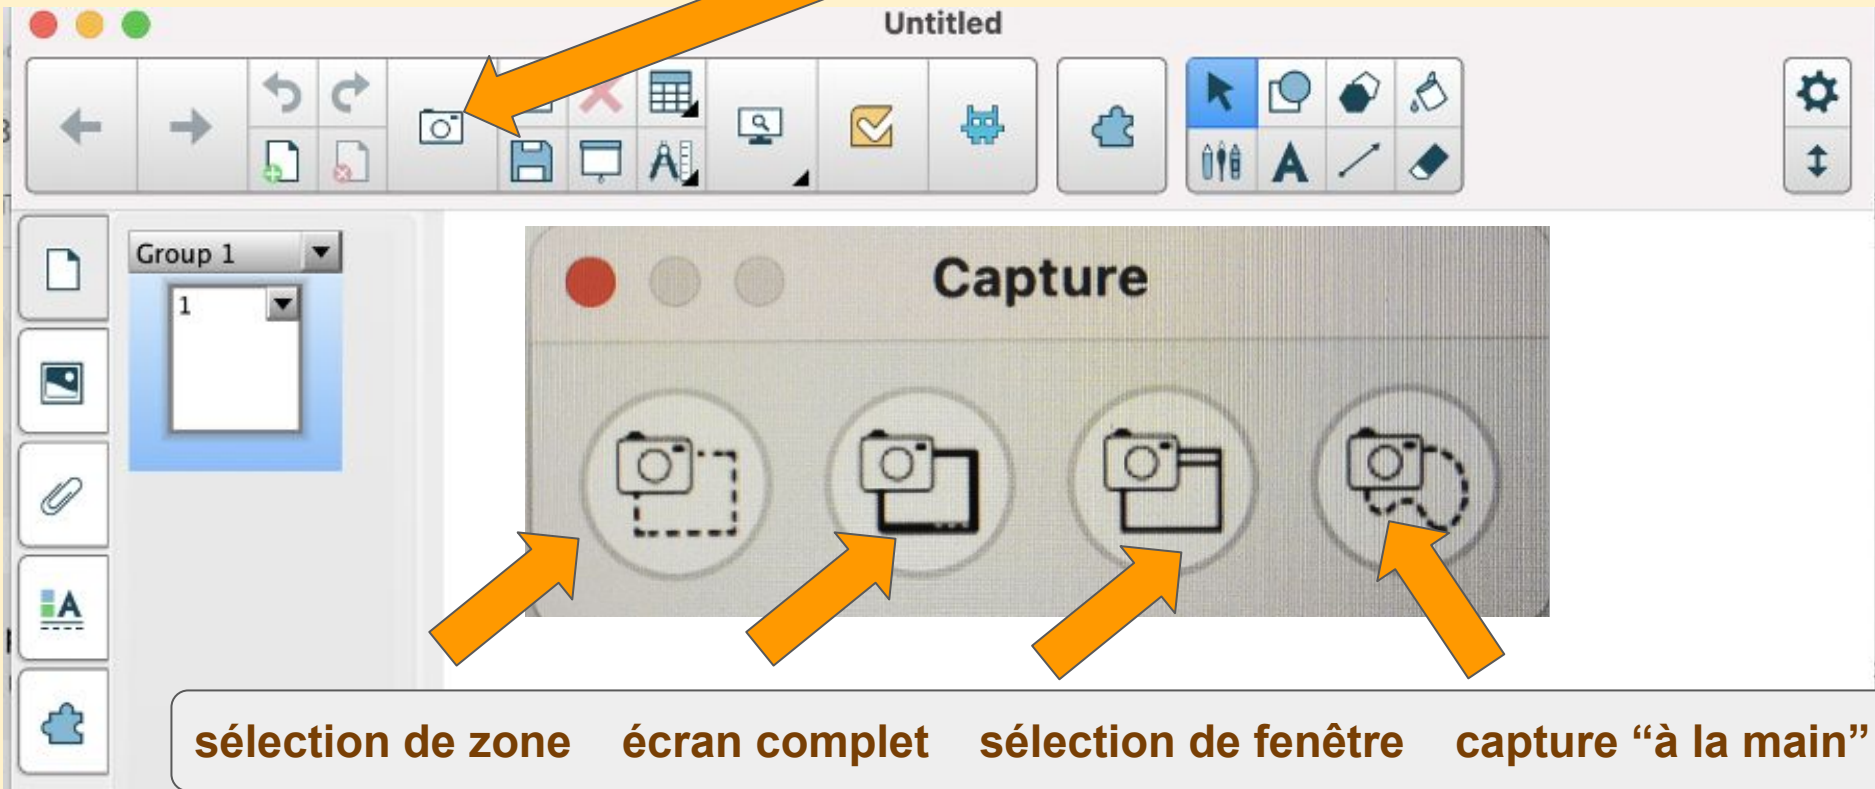 Untitled
Group 1
1
Capture
sélection de zone écran complet sélection de fenêtre capture “à la main”